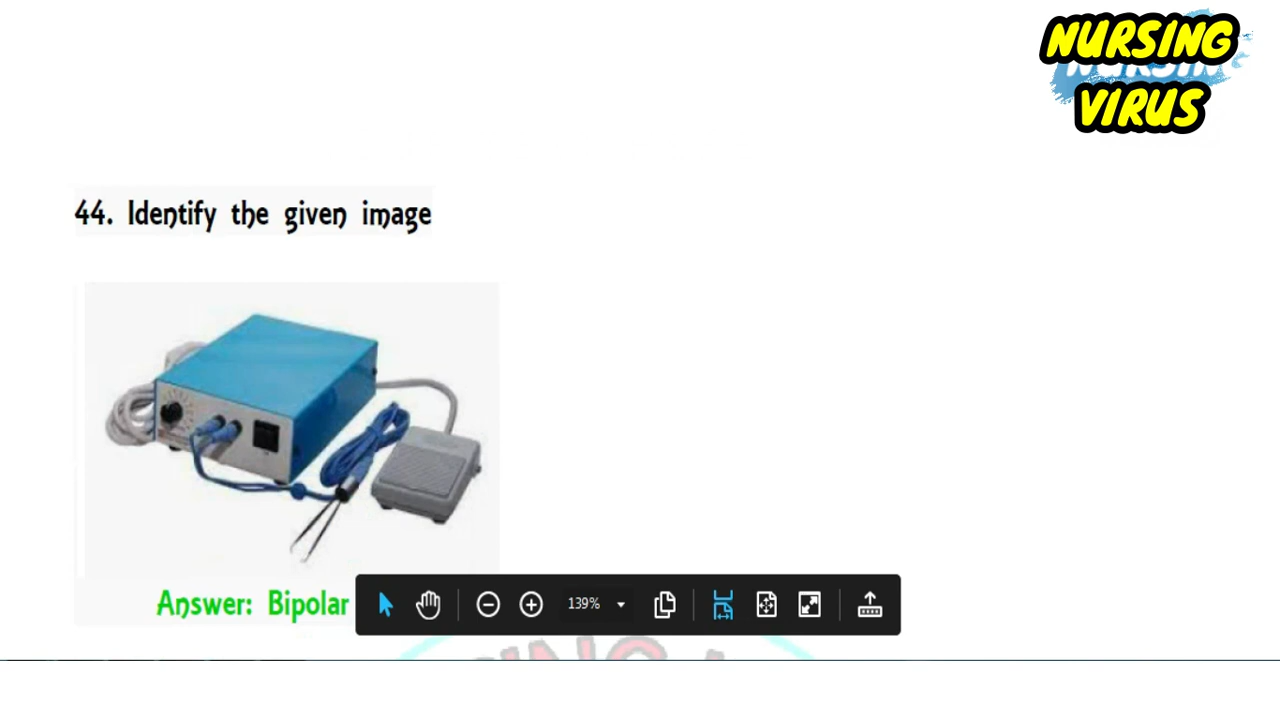 NURSING
VIRUS
44. Identify the given image
Answer: Bipolar
139%